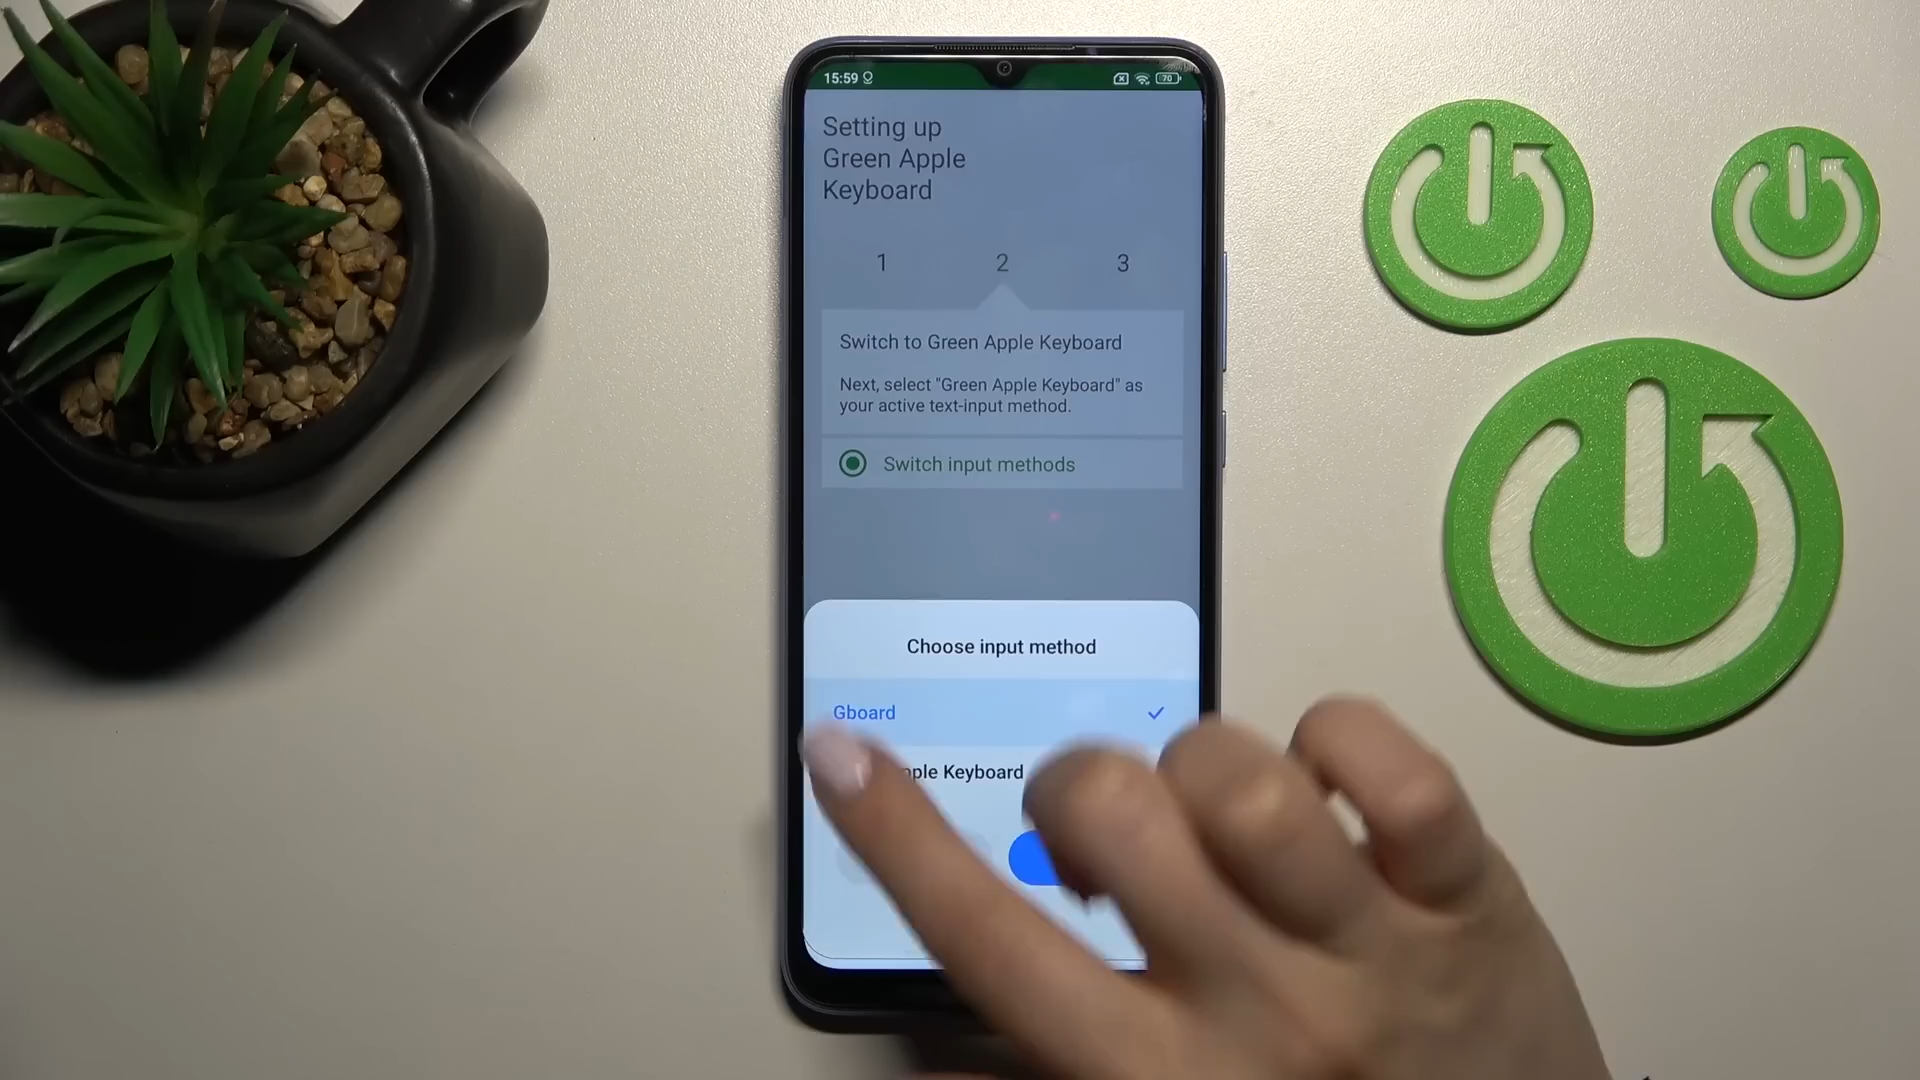 15:59
70
Setting up
Green Apple
Keyboard
1 2 3
Switch to Green Apple Keyboard
Next, select "Green Apple Keyboard" as
your active text-input method.
Switch input methods
Choose input method
Gboard
Keyboard